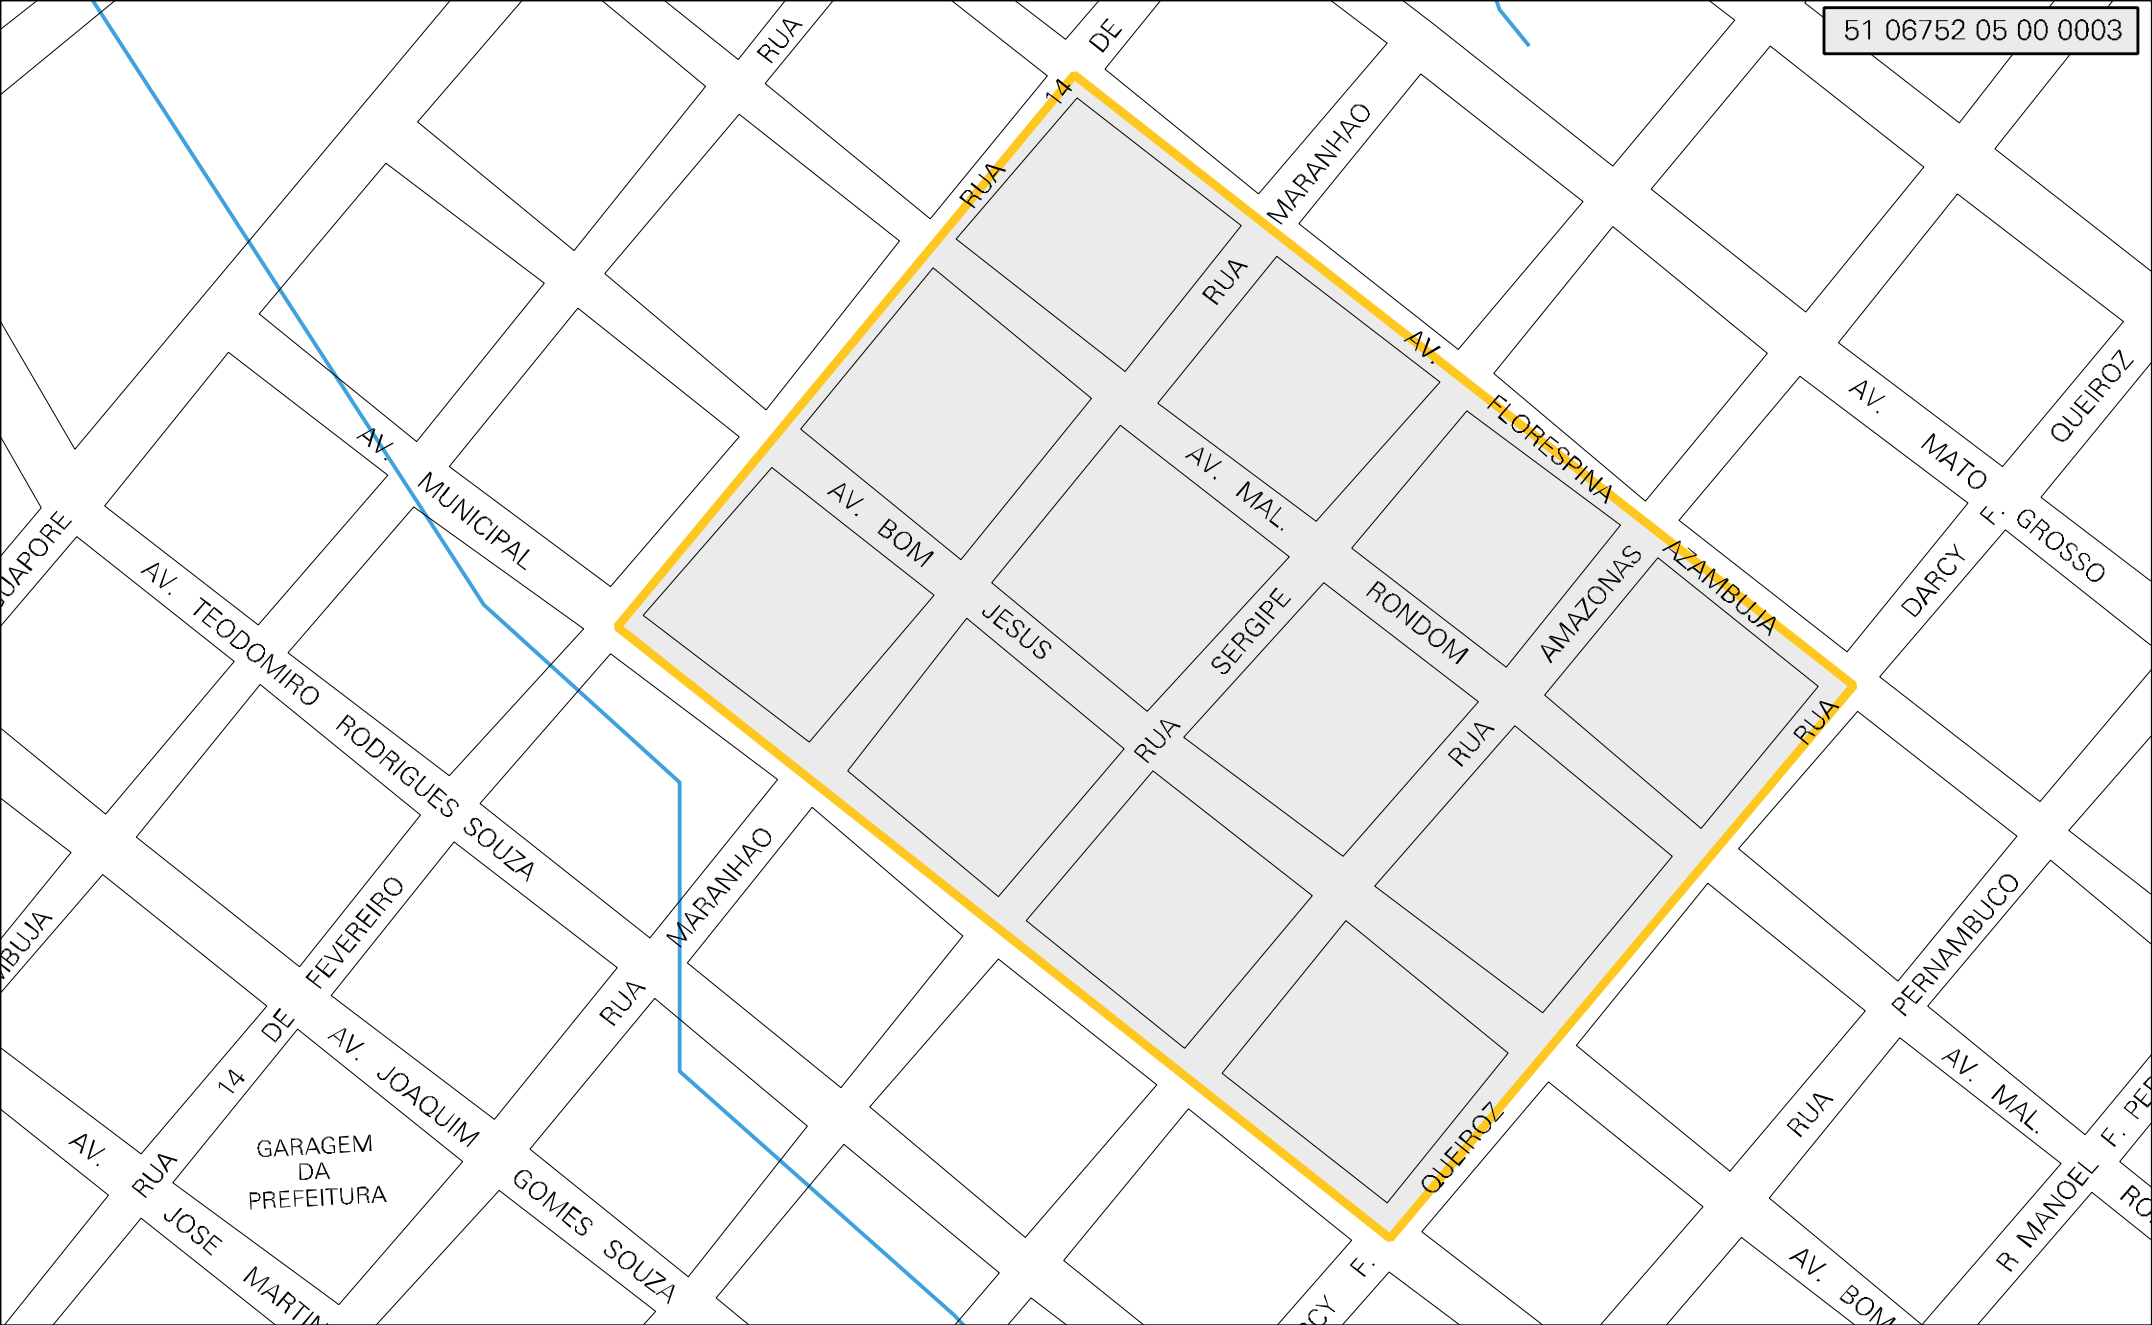 51 06752 05 00 0003
RUA
DE
14
RUA
MARANHAO
RUA
AV. FLORESPINA AZAMBUJA
AV. MATO GROSSO
QUEIROZ
F.
DARCY
RUA
AV. MUNICIPAL
AV. BOM JESUS
AV. MAL. RONDOM
SERGIPE
RUA
AMAZONAS
RUA
AV. TEODOMIRO RODRIGUES SOUZA
MARANHAO
RUA
FEVEREIRO
DE
14
RUA
AV. JOAQUIM GOMES SOUZA
GARAGEM
DA
PREFEITURA
AV. JOSE
QUEIROZ
F.
PERNAMBUCO
RUA
AV. MAL.
R MANOEL F.
AV. BOM